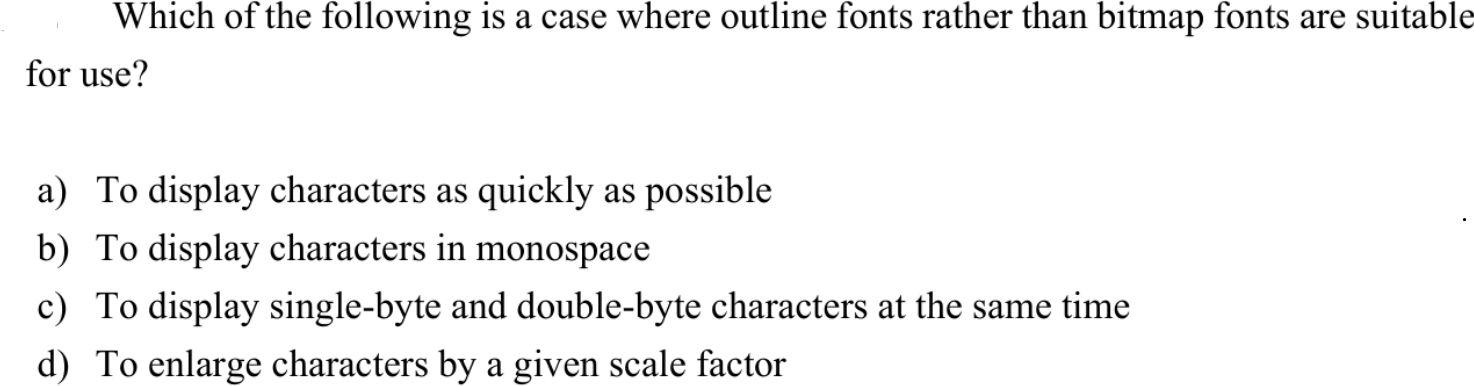 Which of the following is a case where outline fonts rather than bitmap fonts are suitable
for use?
a) To display characters as quickly as possible
b) To display characters in monospace
c) To display single-byte and double-byte characters at the same time
d) To enlarge characters by a given scale factor